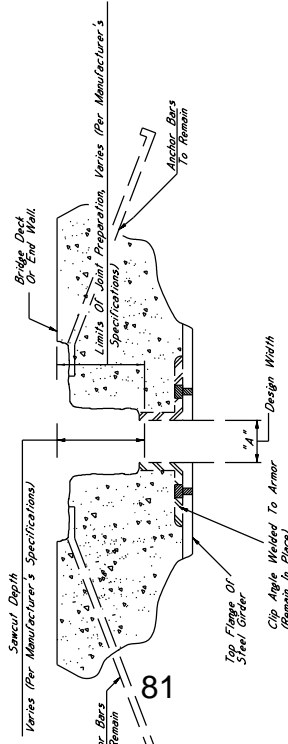 Sawcut Depth
Varies (Per Manufacturer's Specifications)
Bridge Deck
Or End Wall.
Limits Of Joint Preparation, Varies (Per Manufacturer's
Specifications)
Anchor Bars
To Remain
Bars
Remain
Top Flange Of
Steel Girder
Clip Angle Welded To Armor
(Remain In Place)
"A"
Design Width
81